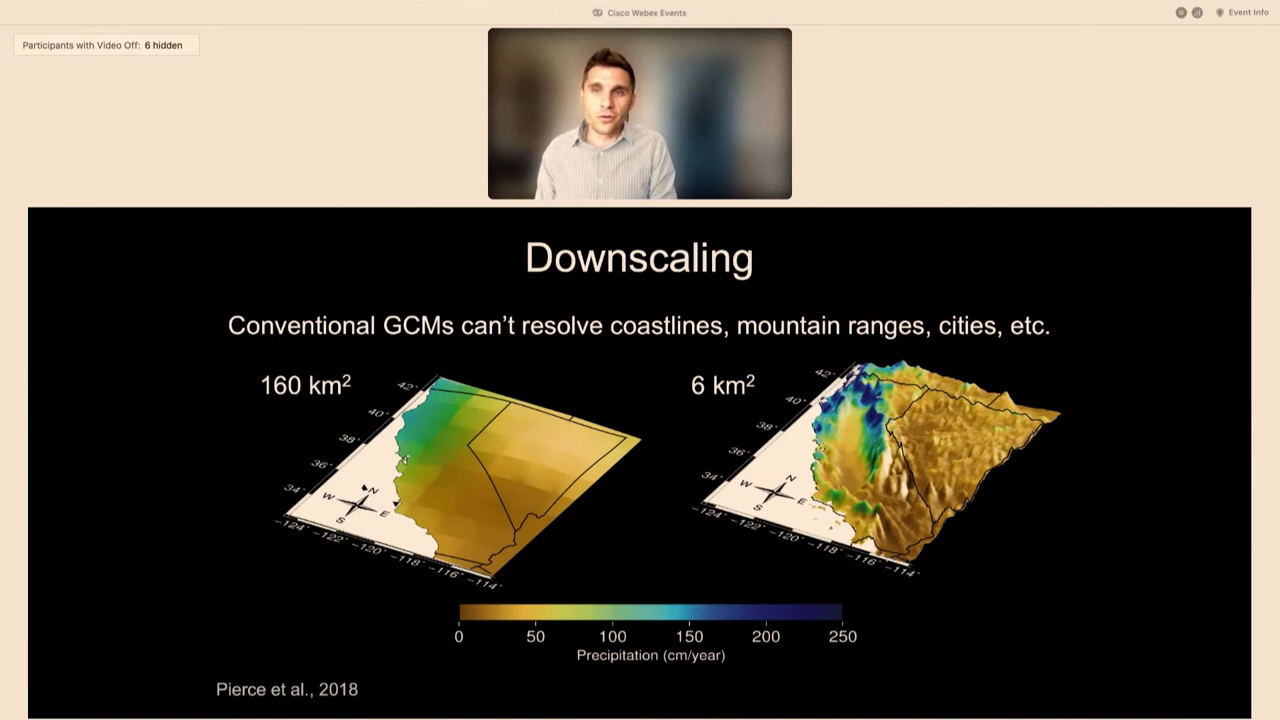 Cisco Webex Events
Event Info
Participants with Video Off: 6 hidden
Downscaling
Conventional GCMs can't resolve coastlines, mountain ranges, cities, etc.
160 km²
6 km²
42°
40°
38°
36°
34°
N
W
E
S
-124°
-122°
-120°
-118°
-116°
-114°
42°
40°
38°
36°
34°
N
W
E
S
-124°
-122°
-120°
-118°
-116°
-114°
0 50 100 150 200 250
Precipitation (cm/year)
Pierce et al., 2018